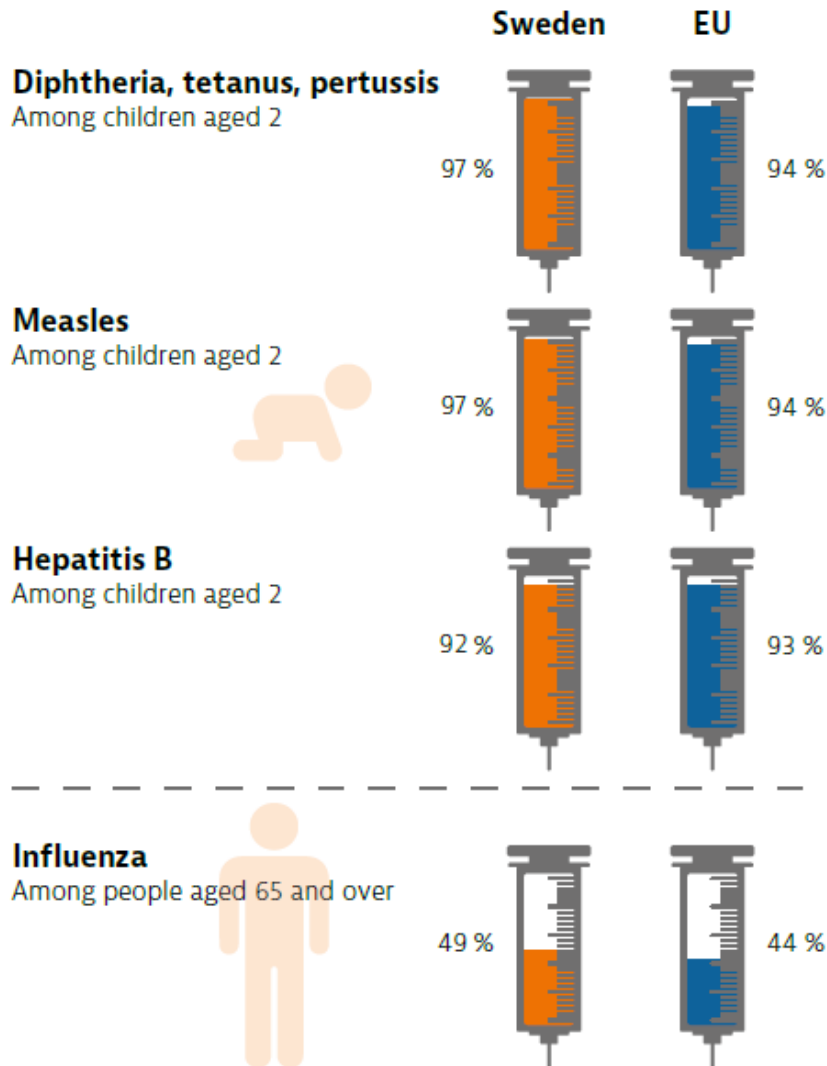 Sweden EU
Diphtheria, tetanus, pertussis
Among children aged 2
97 % 94 %
Measles
Among children aged 2
97 % 94 %
Hepatitis B
Among children aged 2
92 % 93 %
Influenza
Among people aged 65 and over
49 % 44 %